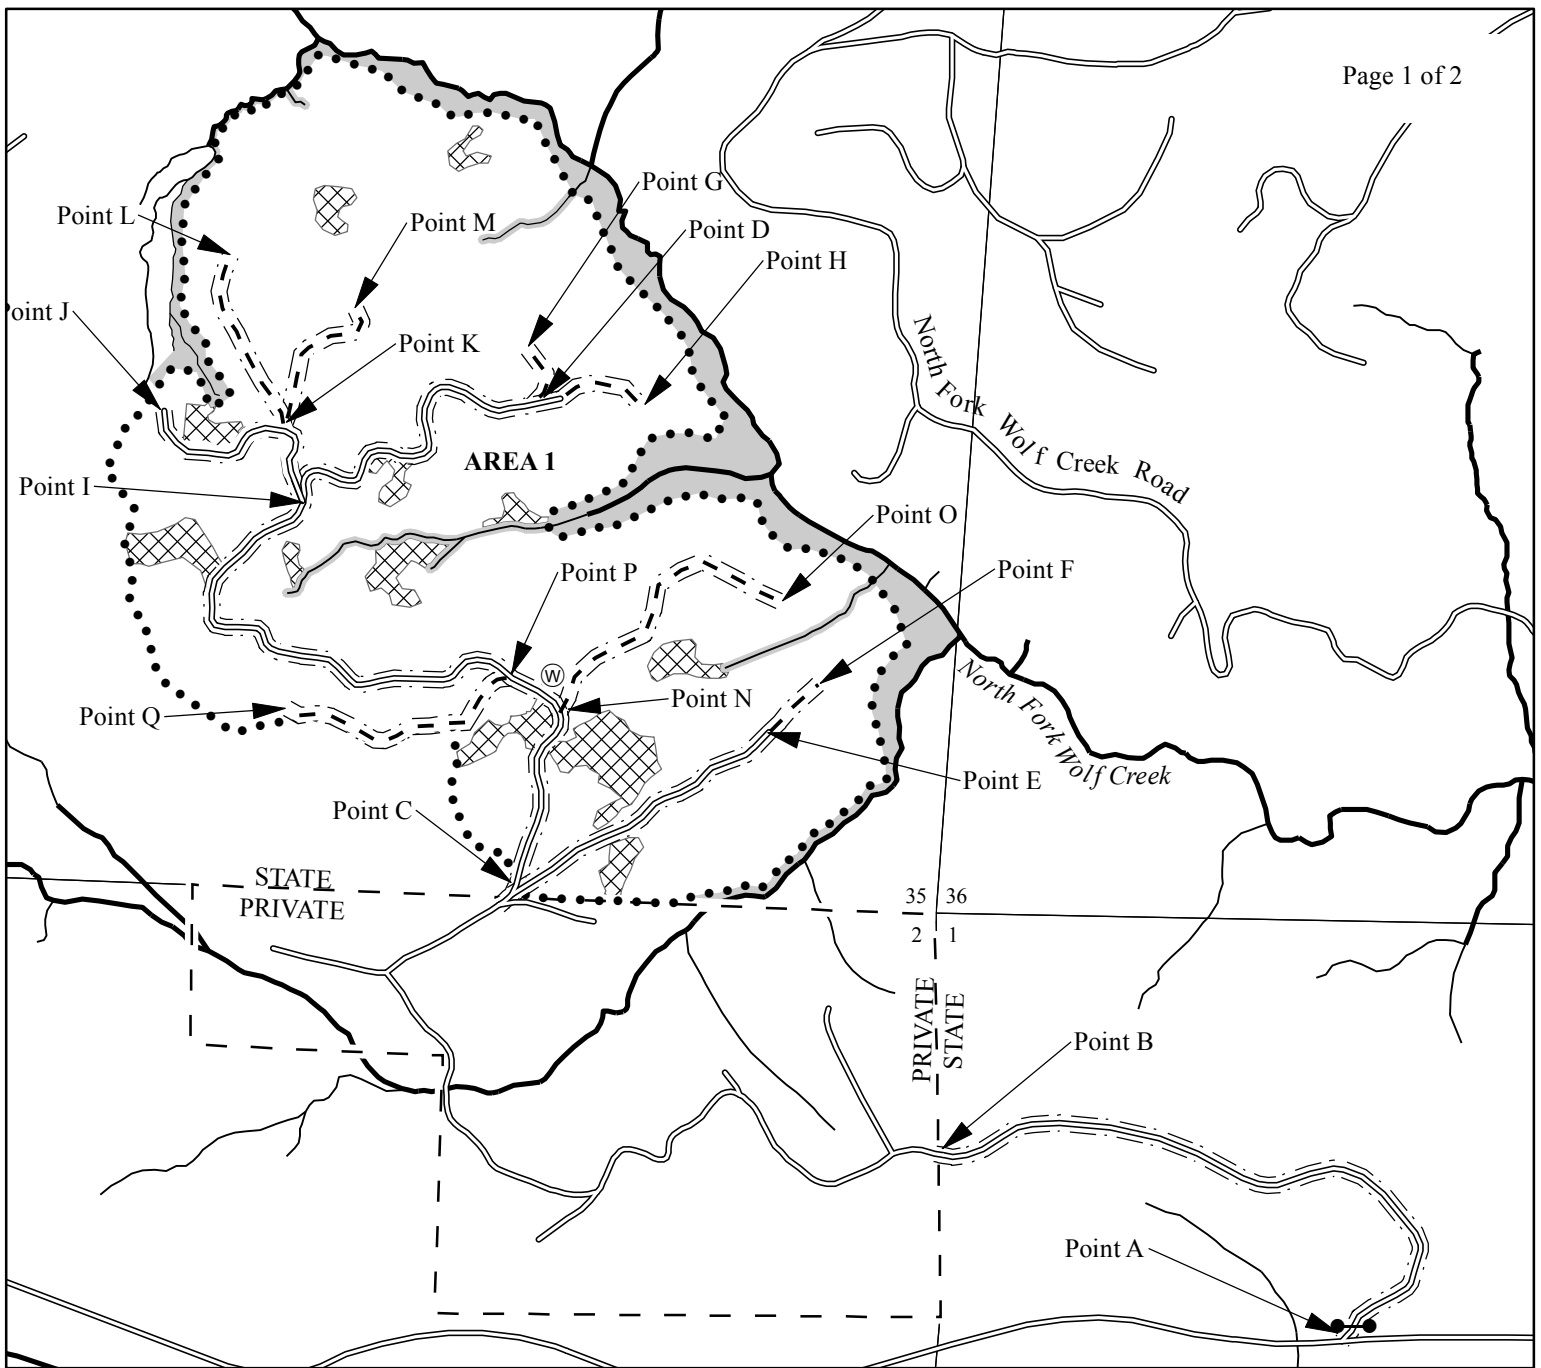 Page 1 of 2
Point G
Point L
Point M
Point D
Point H
Point J
Point K
North Fork Wolf Creek Road
AREA 1
Point I
Point O
Point P
Point F
W
North Fork Wolf Creek
Point N
Point Q
Point E
Point C
STATE
PRIVATE
35 36
2 1
PRIVATE
STATE
Point B
Point A